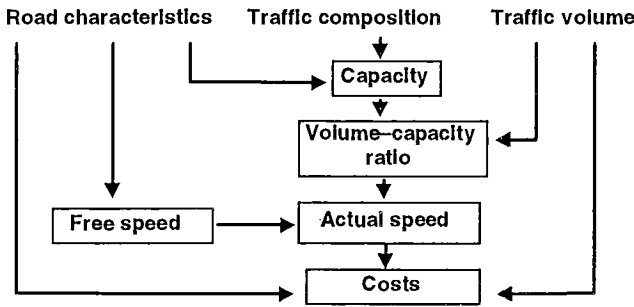 Road characteristics Traffic composition Traffic volume
Capacity
Volume–capacity
ratio
Free speed Actual speed
Costs